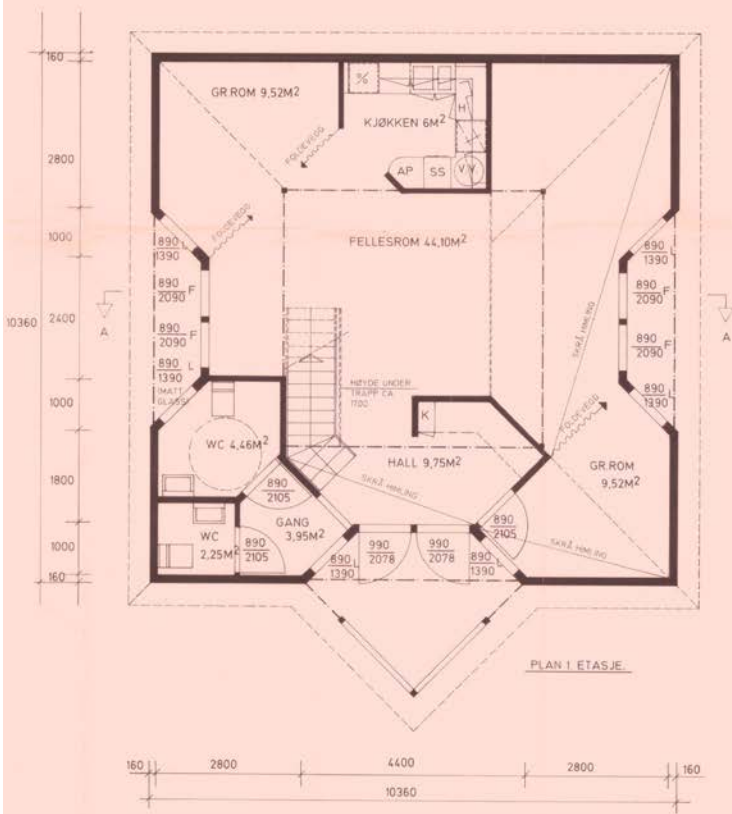 160
GR.ROM 9,52M²
%
H
KJØKKEN 6M²
FOLDEVEGG
2800
AP SS VV
FOLDEVEGG
1000
FELLESROM 44,10M²
890 L
1390
890 L
1390
890 F
2090
890 F
2090
10360
2400
A
A
890 F
2090
890 F
2090
SKRÅ HIMLING
890 L
1390
890 L
1390
(MATT
GLASS)
HØYDE UNDER
TRAPP CA.
1700.
1000
K
FOLDEVEGG
WC 4,46M²
HALL 9,75M²
GR.ROM
9,52M²
1800
SKRÅ HIMLING
890
2105
GANG
3,95M²
890
2105
WC
2,25M²
890
2105
1000
890 L
1390
990
2078
990
2078
890 L
1390
SKRÅ HIMLING
160
PLAN 1. ETASJE.
160 2800 4400 2800 160
10360